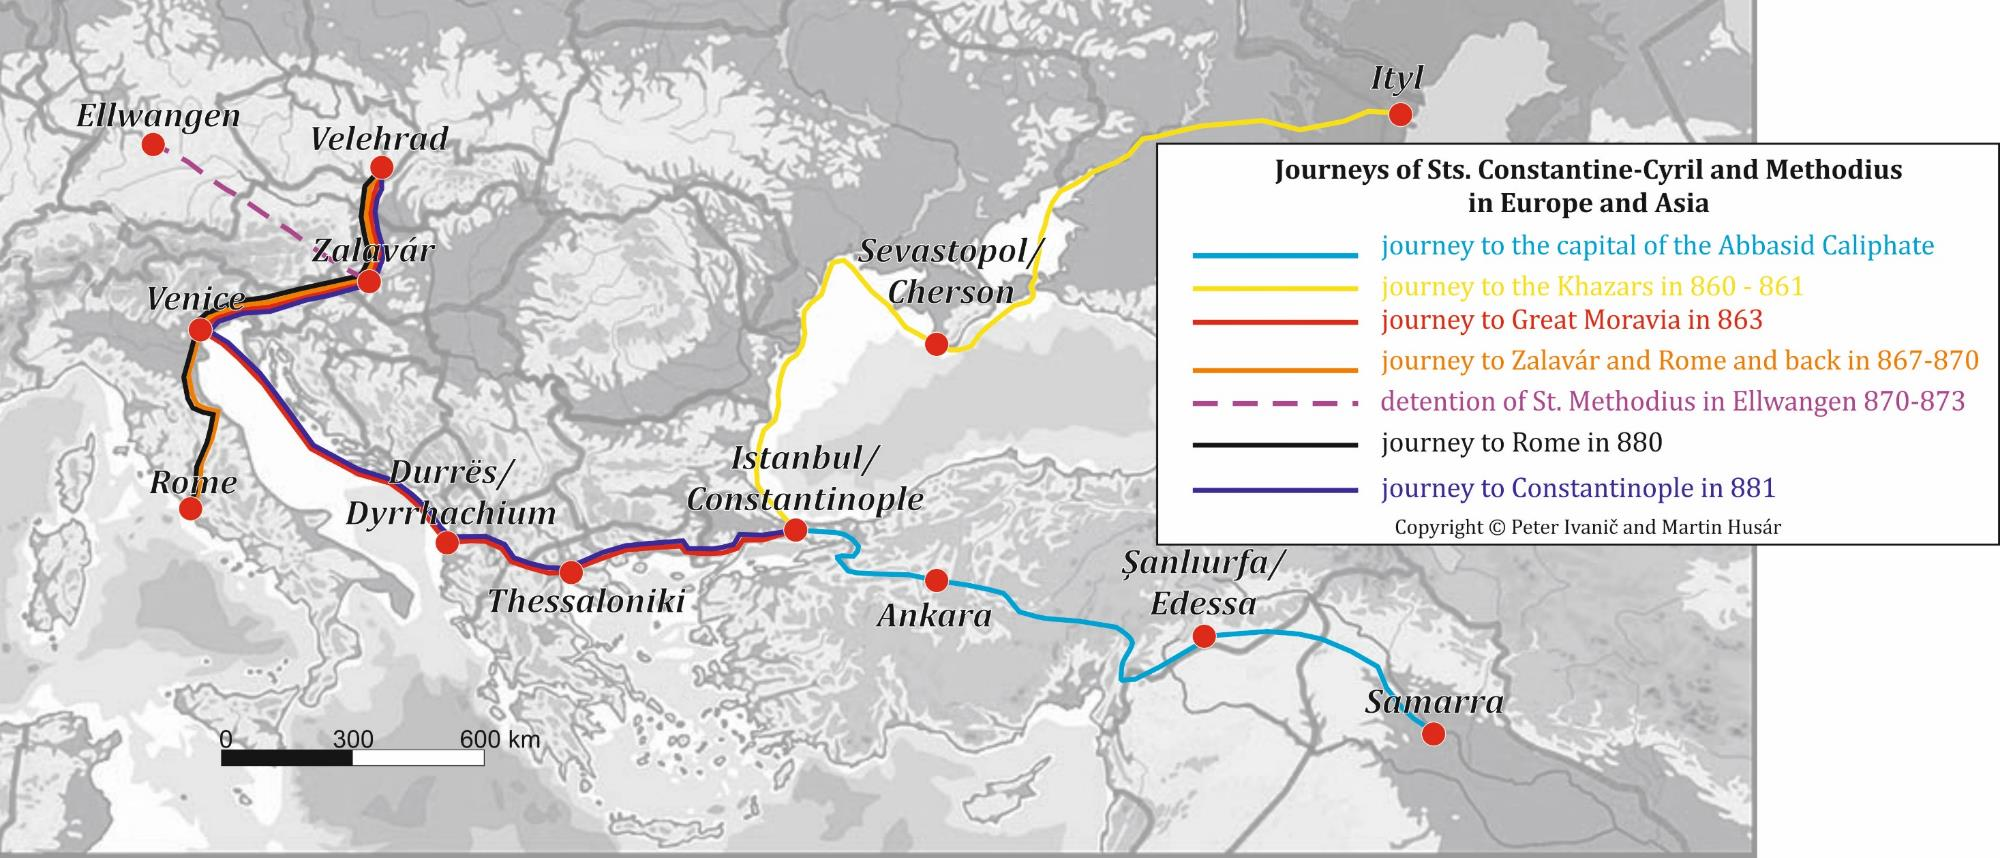 Ityl
Ellwangen
Velehrad
Journeys of Sts. Constantine-Cyril and Methodius
in Europe and Asia
journey to the capital of the Abbasid Caliphate
journey to the Khazars in 860 - 861
journey to Great Moravia in 863
journey to Zalavár and Rome and back in 867-870
detention of St. Methodius in Ellwangen 870-873
journey to Rome in 880
journey to Constantinople in 881
Copyright © Peter Ivanič and Martin Husár
Zalavár
Sevastopol/
Cherson
Venice
Istanbul/
Constantinople
Durrës/
Dyrrhachium
Rome
Şanlıurfa/
Edessa
Thessaloniki
Ankara
Samarra
0 300 600 km